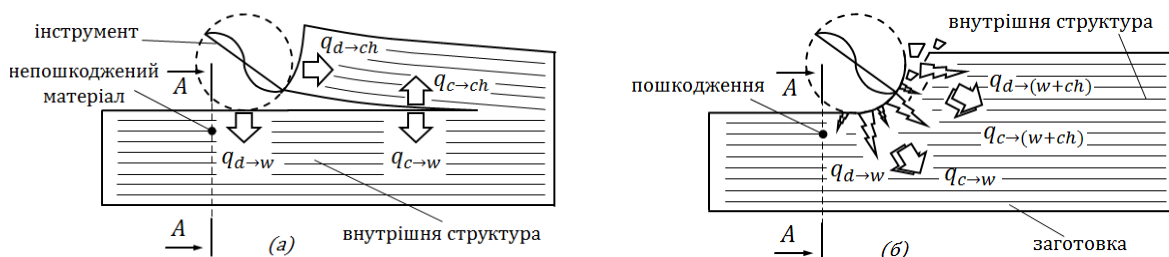 інструмент
непошкоджений
матеріал
A
q_{d→ch}
q_{c→ch}
q_{d→w}
q_{c→w}
A
(а)
внутрішня структура
внутрішня структура
A
пошкодження
q_{d→(w+ch)}
q_{c→(w+ch)}
q_{d→w}
q_{c→w}
A
(б)
заготовка